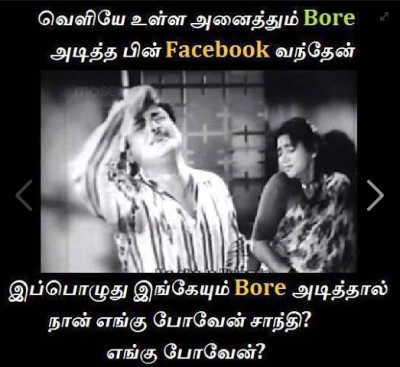 வெளியே உள்ள அனைத்தும் Bore
அடித்த பின் Facebook வந்தேன்
இப்பொழுது இங்கேயும் Bore அடித்தால்
நான் எங்கு போவேன் சாந்தி?
எங்கு போவேன்?